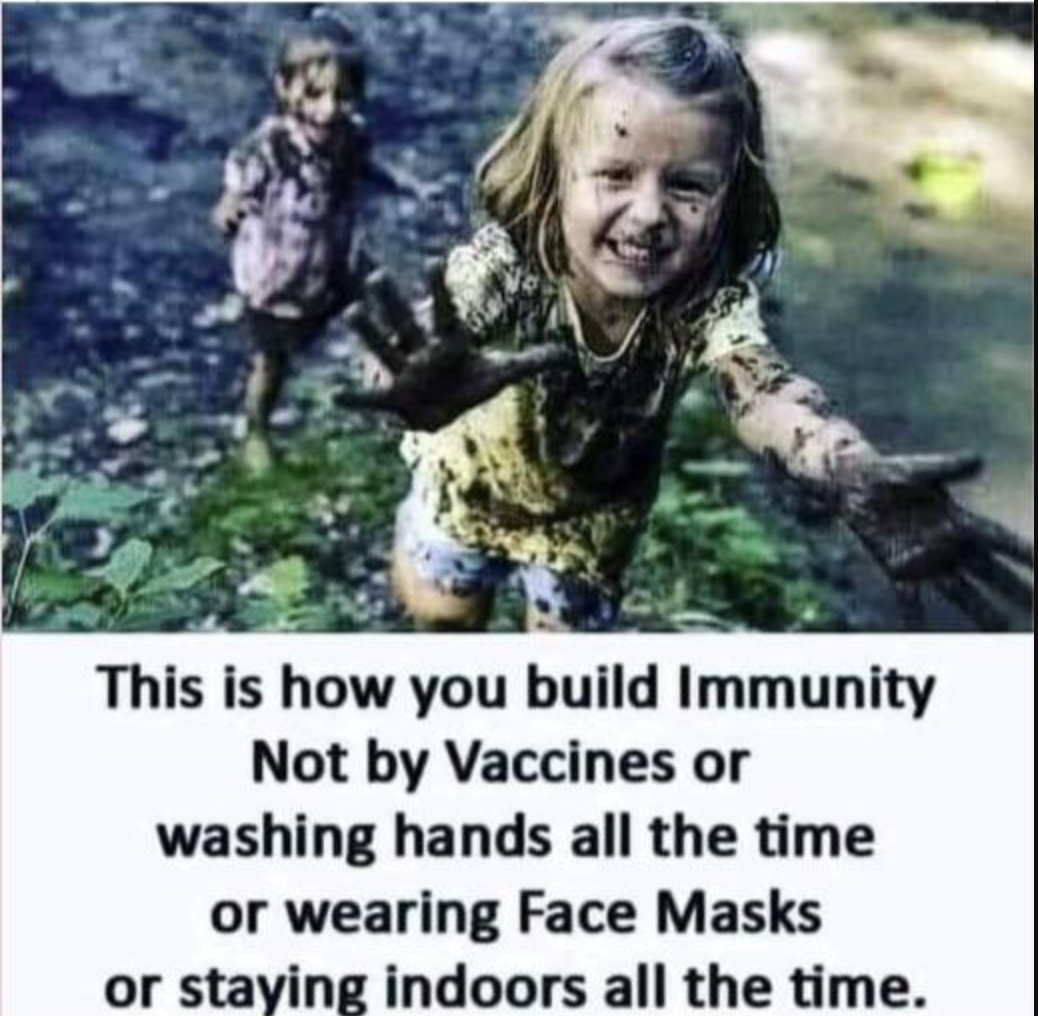 This is how you build Immunity
Not by Vaccines or
washing hands all the time
or wearing Face Masks
or staying indoors all the time.